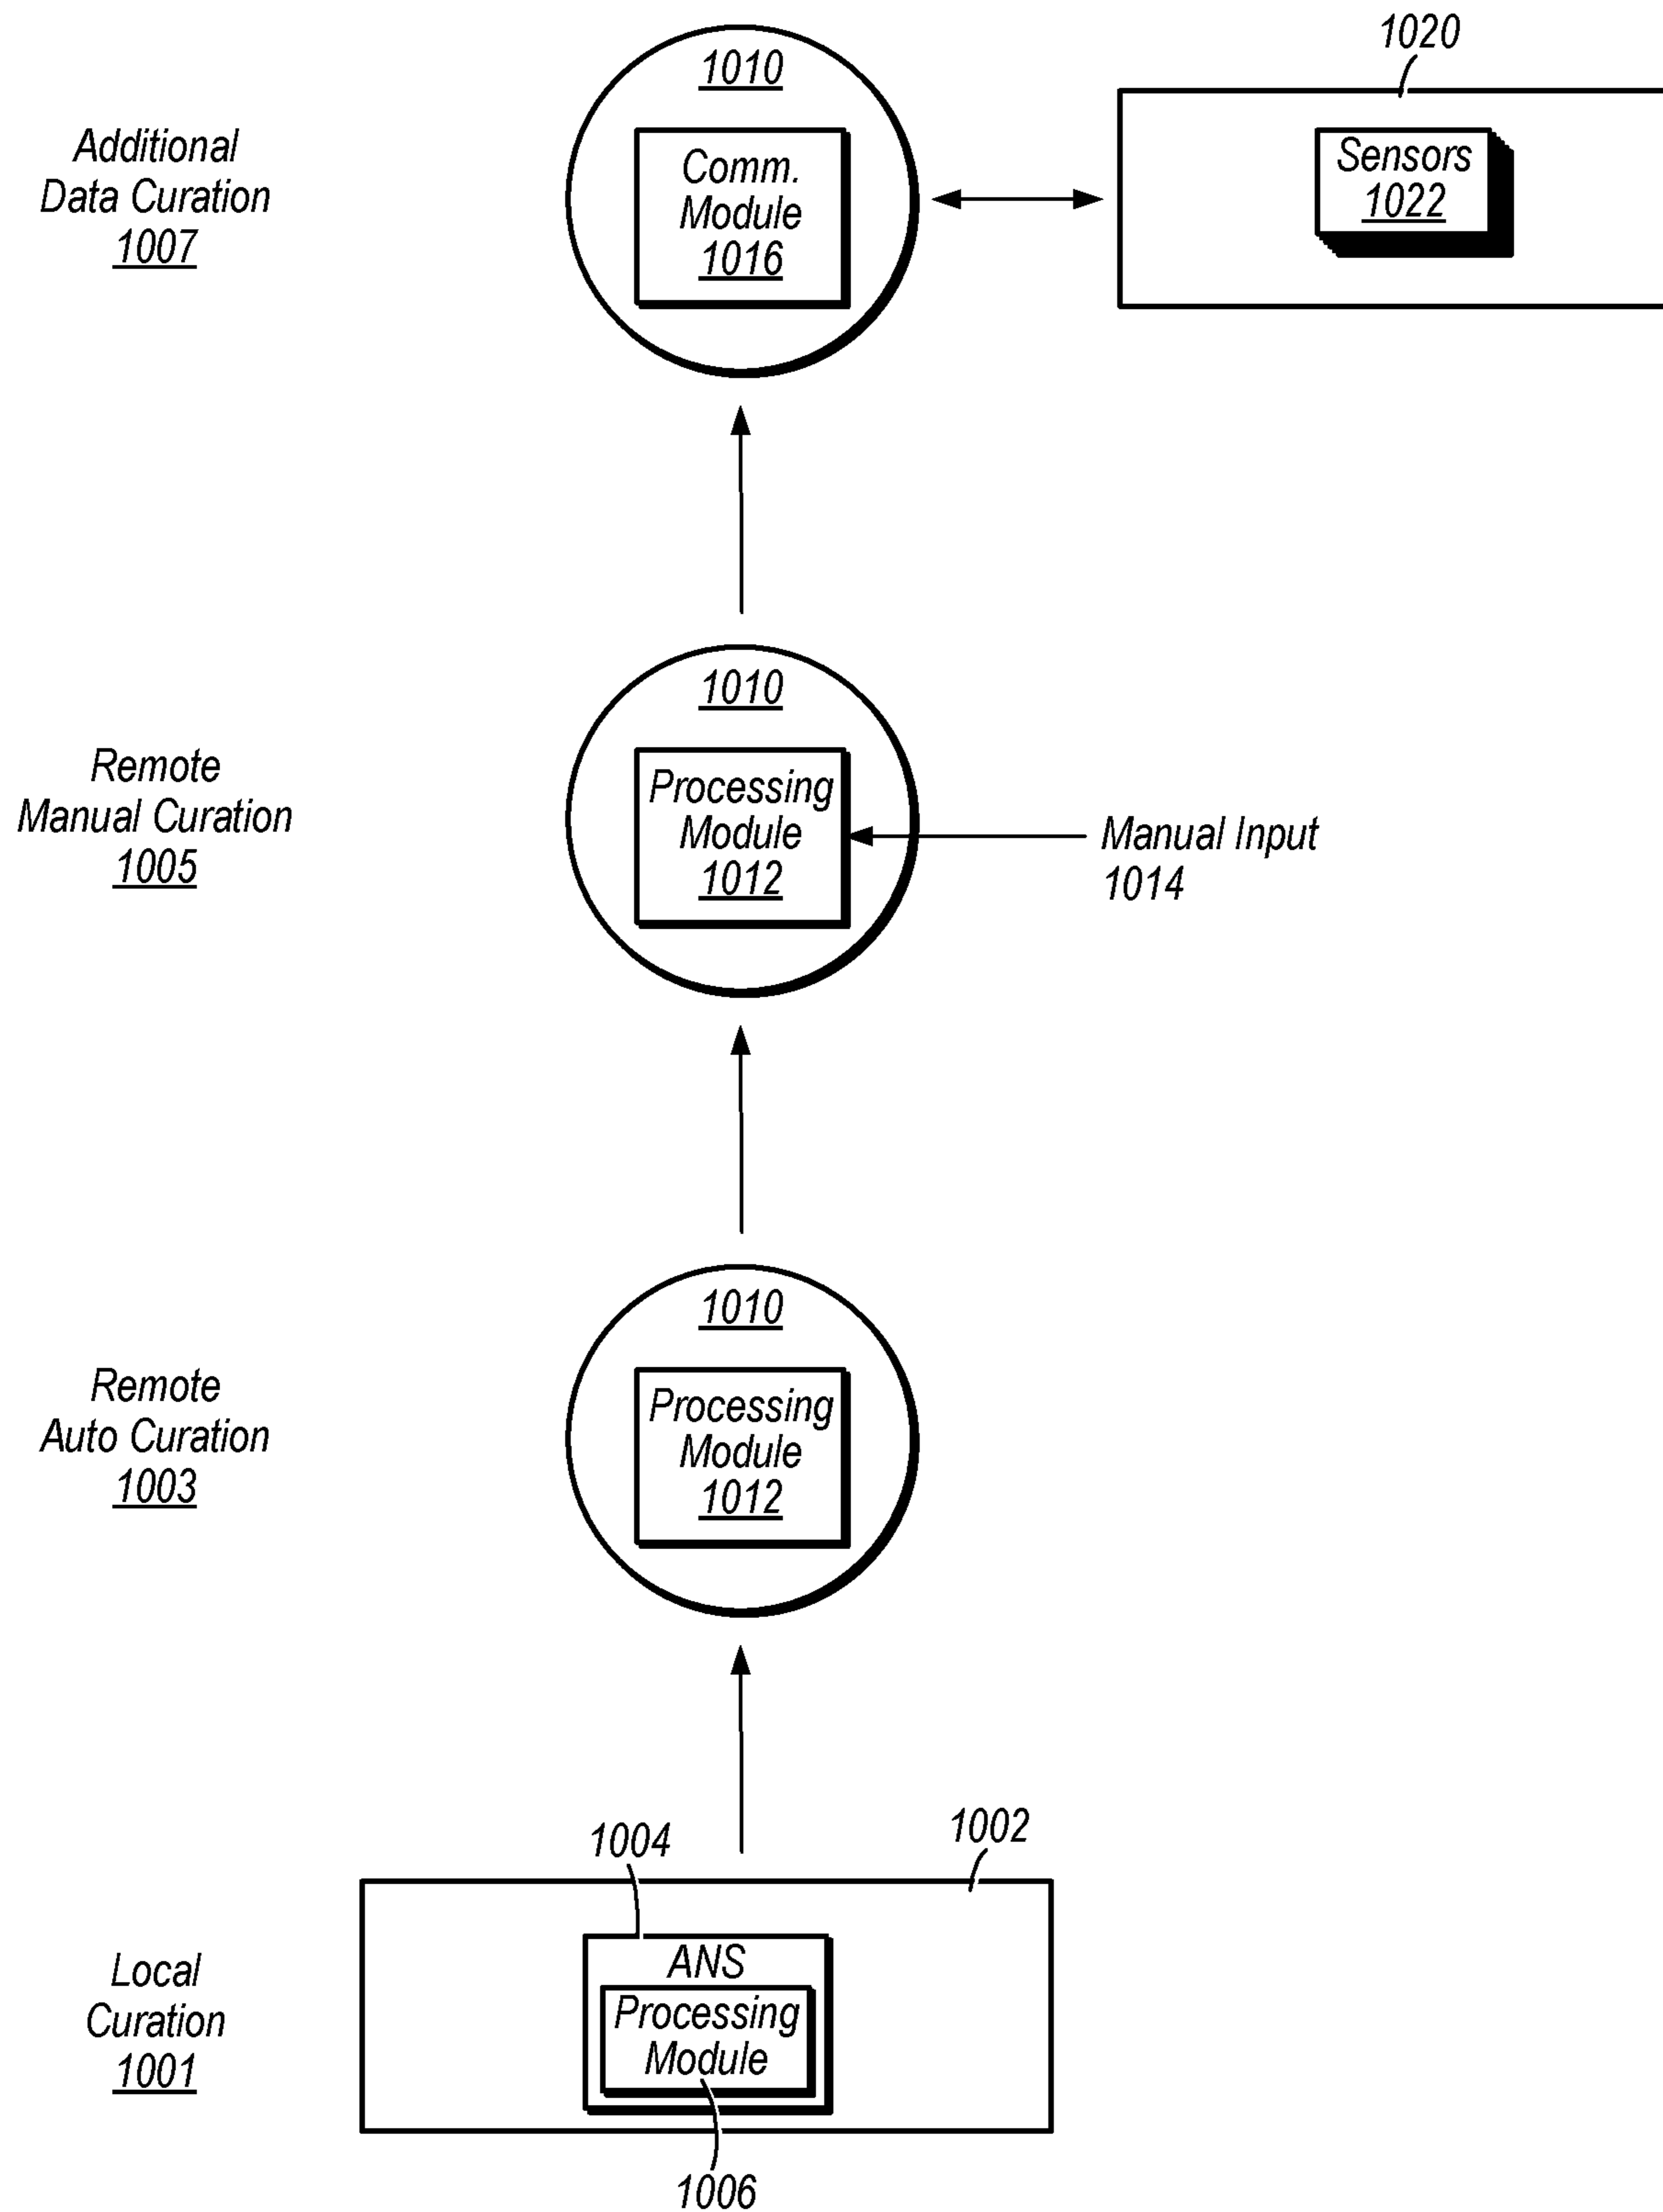 1020
1010
Additional
Data Curation
1007
Comm.
Module
1016
Sensors
1022
1010
Remote
Manual Curation
1005
Processing
Module
1012
Manual Input
1014
1010
Remote
Auto Curation
1003
Processing
Module
1012
1004
1002
Local
Curation
1001
ANS
Processing
Module
1006